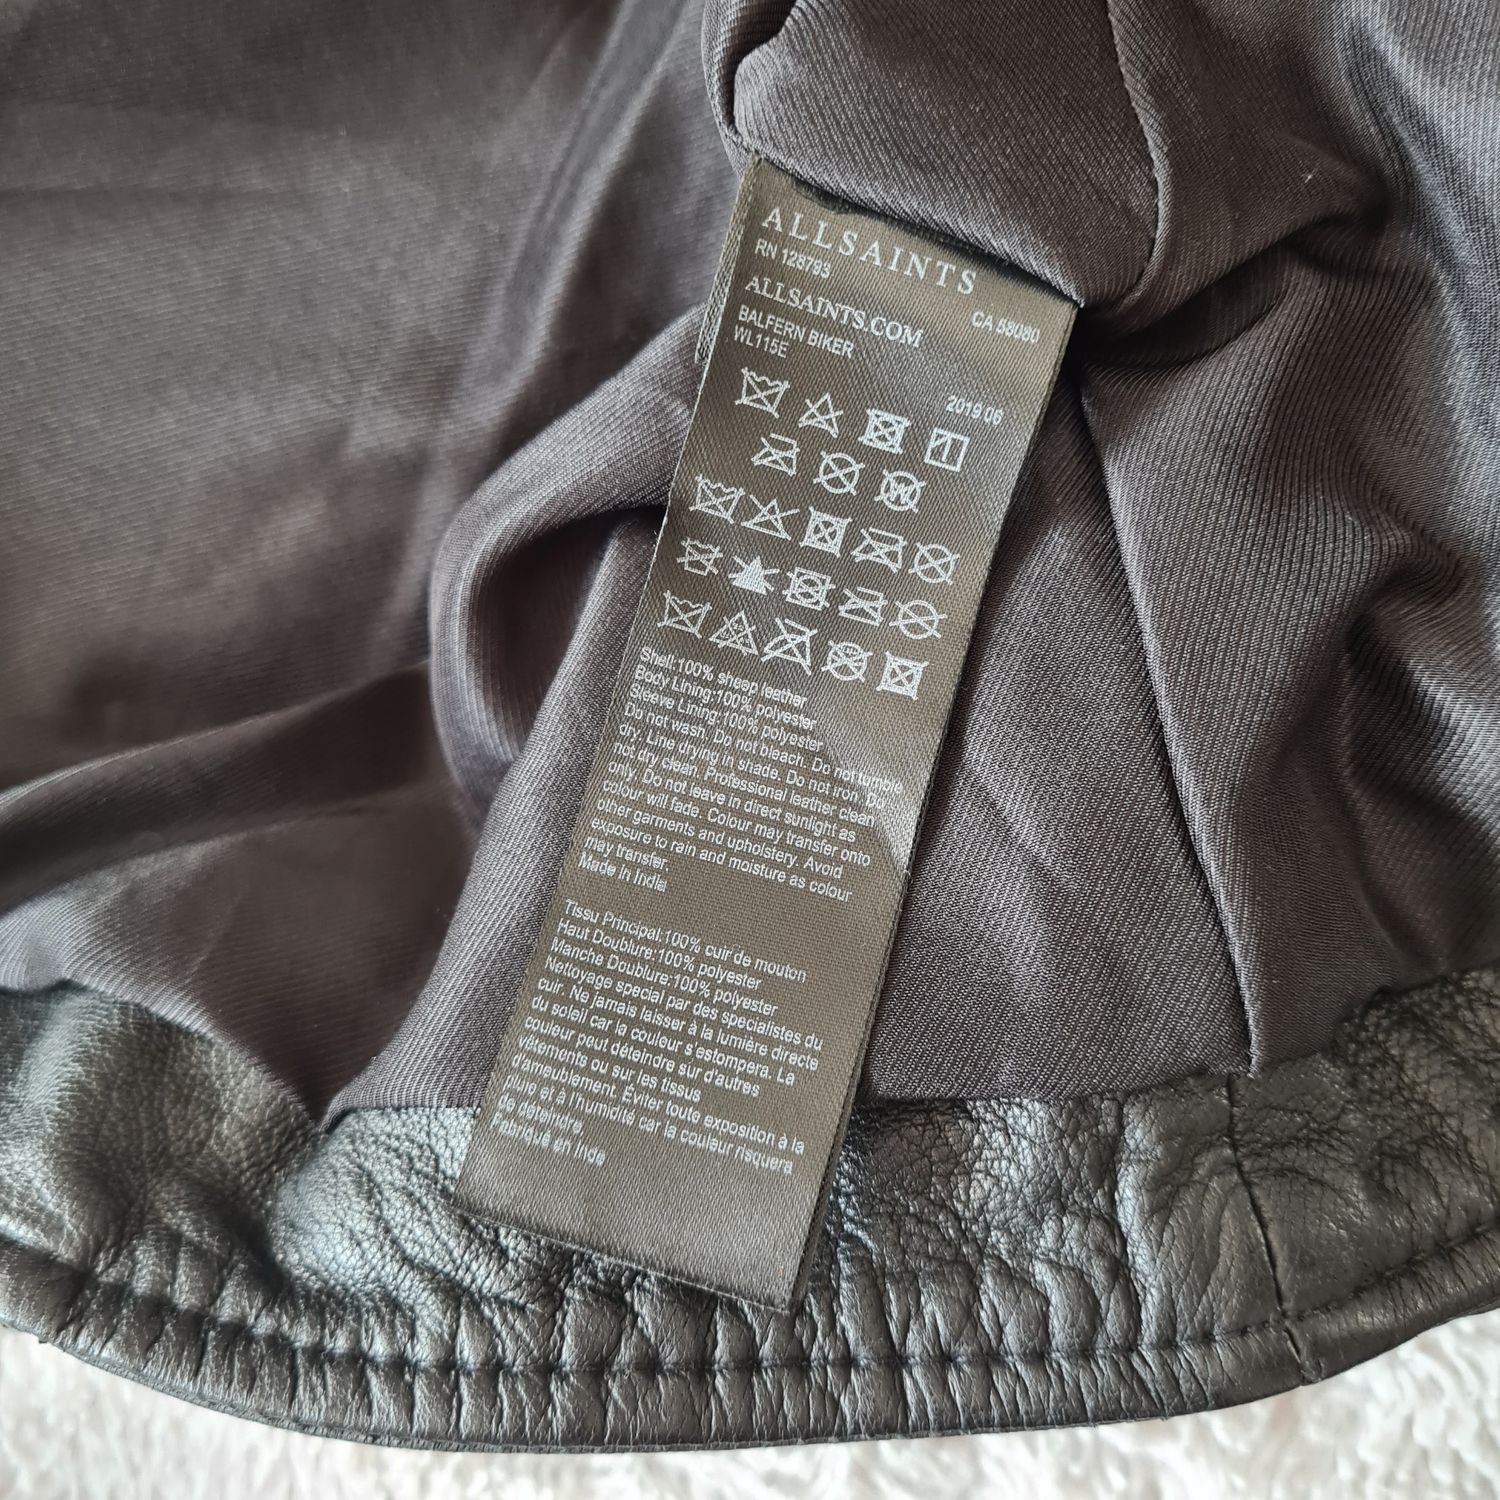 ALLSAINTS
RN 128793
CA 58080
ALLSAINTS.COM
BALFERN BIKER
WL115E
2019 06
Shell:100% sheep leather
Body Lining:100% polyester
Sleeve Lining:100% polyester
Do not wash. Do not bleach. Do not tumble
dry. Line drying in shade. Do not iron. Do
not dry clean. Professional leather clean
only. Do not leave in direct sunlight as
colour will fade. Colour may transfer onto
other garments and upholstery. Avoid
exposure to rain and moisture as colour
may transfer.
Made in India
Tissu Principal:100% cuir de mouton
Haut Doublure:100% polyester
Manche Doublure:100% polyester
Nettoyage special par des specialistes du
cuir. Ne jamais laisser à la lumière directe
du soleil car la couleur s'estompera. La
couleur peut déteindre sur d'autres
vêtements ou sur les tissus
d'ameublement. Éviter toute exposition à la
pluie et à l'humidité car la couleur risquera
de déteindre.
Fabriqué en Inde